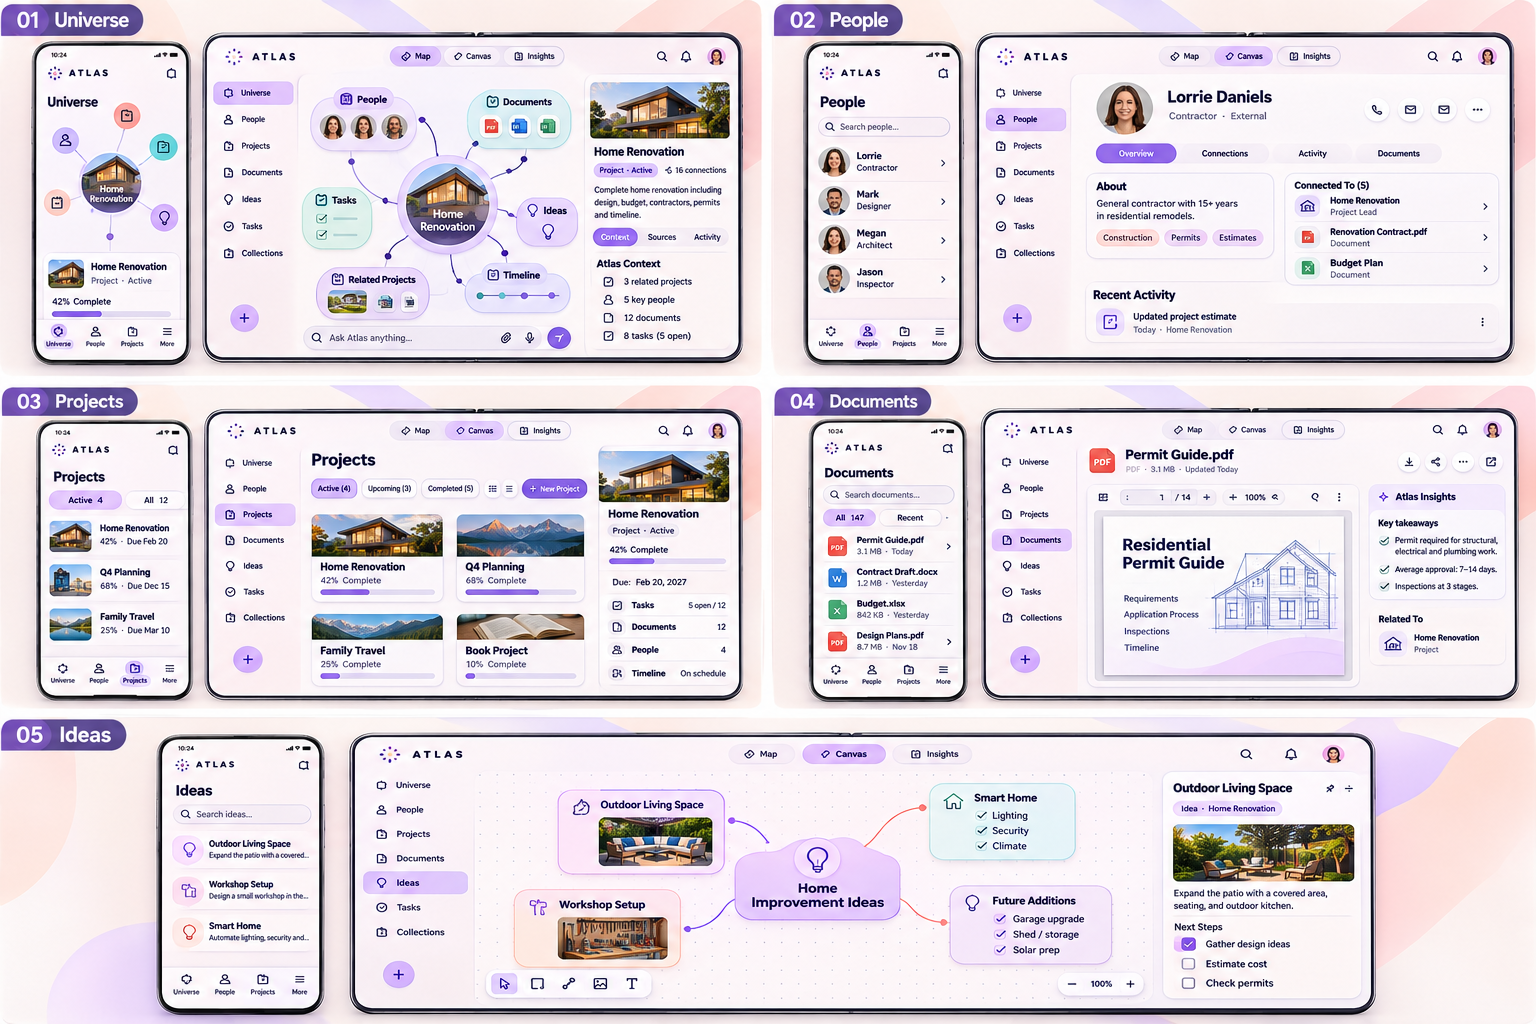 01 Universe
10:24
ATLAS
Universe
Home
Renovation
Home Renovation
Project · Active
42% Complete
Universe
People
Projects
More
ATLAS
Map
Canvas
Insights
Universe
People
Projects
Documents
Ideas
Tasks
Collections
People
Documents
PDF
Tasks
Home
Renovation
Ideas
Related Projects
Timeline
Ask Atlas anything...
Home Renovation
Project · Active
16 connections
Complete home renovation including
design, budget, contractors, permits
and timeline.
Context
Sources
Activity
Atlas Context
3 related projects
5 key people
12 documents
8 tasks (5 open)
02 People
10:24
ATLAS
People
Search people...
Lorrie
Contractor
Mark
Designer
Megan
Architect
Jason
Inspector
Universe
People
Projects
More
ATLAS
Map
Canvas
Insights
Universe
People
Projects
Documents
Ideas
Tasks
Collections
Lorrie Daniels
Contractor · External
Overview
Connections
Activity
Documents
About
General contractor with 15+ years
in residential remodels.
Construction
Permits
Estimates
Connected To (5)
Home Renovation
Project Lead
Renovation Contract.pdf
Document
Budget Plan
Document
Recent Activity
Updated project estimate
Today · Home Renovation
03 Projects
10:24
ATLAS
Projects
Active 4
All 12
Home Renovation
42% · Due Feb 20
Q4 Planning
68% · Due Dec 15
Family Travel
25% · Due Mar 10
Universe
People
Projects
More
ATLAS
Map
Canvas
Insights
Universe
People
Projects
Documents
Ideas
Tasks
Collections
Projects
Active (4)
Upcoming (3)
Completed (5)
+ New Project
Home Renovation
42% Complete
Q4 Planning
68% Complete
Family Travel
25% Complete
Book Project
10% Complete
Home Renovation
Project · Active
42% Complete
Due: Feb 20, 2027
Tasks 5 open / 12
Documents 12
People 4
Timeline On schedule
04 Documents
10:24
ATLAS
Documents
Search documents...
All 147
Recent
PDF
Permit Guide.pdf
3.1 MB · Today
W
Contract Draft.docx
1.2 MB · Yesterday
X
Budget.xlsx
842 KB · Yesterday
PDF
Design Plans.pdf
8.7 MB · Nov 18
Universe
People
Projects
More
ATLAS
Map
Canvas
Insights
Universe
People
Projects
Documents
Ideas
Tasks
Collections
PDF
Permit Guide.pdf
PDF · 3.1 MB · Updated Today
1 / 14
100%
Residential
Permit Guide
Requirements
Application Process
Inspections
Timeline
Atlas Insights
Key takeaways
Permit required for structural,
electrical and plumbing work.
Average approval: 7–14 days.
Inspections at 3 stages.
Related To
Home Renovation
Project
05 Ideas
10:24
ATLAS
Ideas
Search ideas...
Outdoor Living Space
Expand the patio with a covered...
Workshop Setup
Design a small workshop in the...
Smart Home
Automate lighting, security and...
Universe
People
Projects
More
ATLAS
Map
Canvas
Insights
Universe
People
Projects
Documents
Ideas
Tasks
Collections
Outdoor Living Space
Workshop Setup
Home
Improvement Ideas
Smart Home
Lighting
Security
Climate
Future Additions
Garage upgrade
Shed / storage
Solar prep
T
100%
Outdoor Living Space
Idea · Home Renovation
Expand the patio with a covered area,
seating, and outdoor kitchen.
Next Steps
Gather design ideas
Estimate cost
Check permits